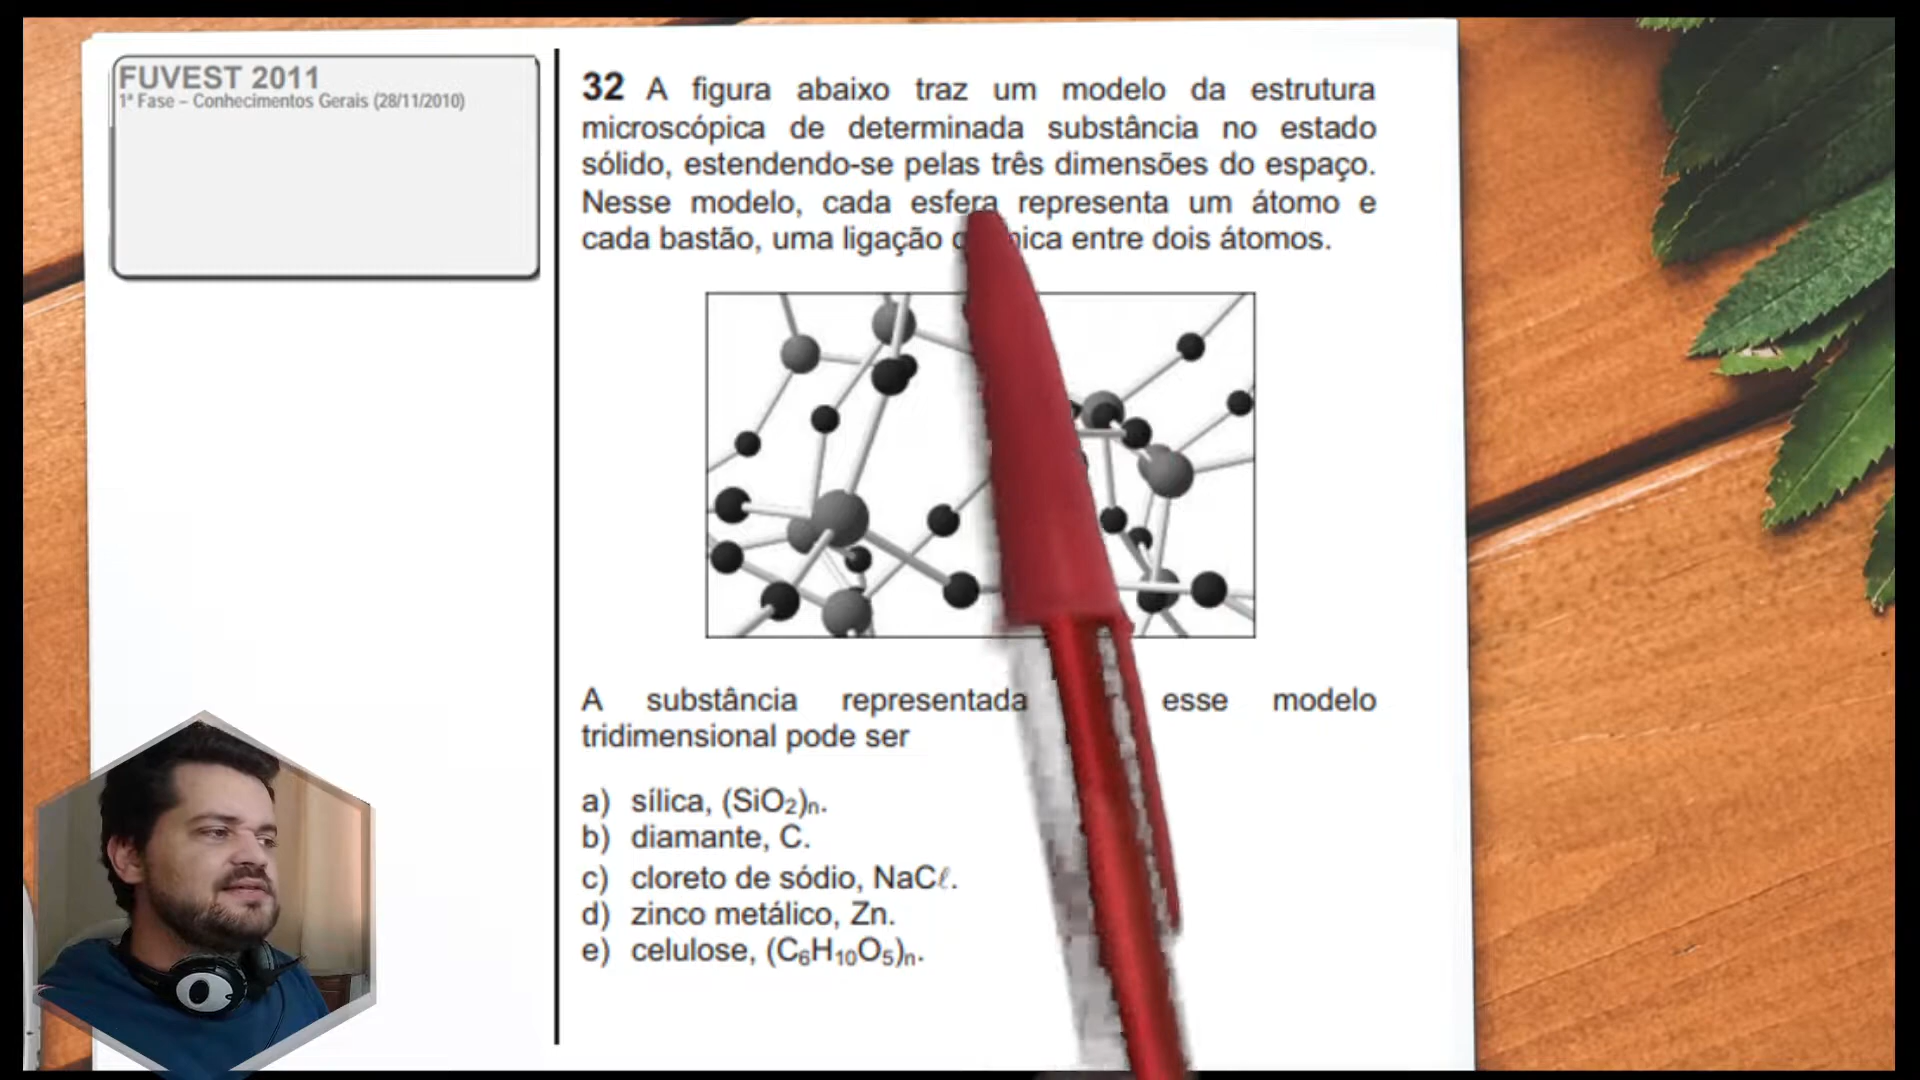 FUVEST 2011
1ª Fase – Conhecimentos Gerais (28/11/2010)
32 A figura abaixo traz um modelo da estrutura
microscópica de determinada substância no estado
sólido, estendendo-se pelas três dimensões do espaço.
Nesse modelo, cada esfera representa um átomo e
cada bastão, uma ligação entre dois átomos.
A substância representada esse modelo
tridimensional pode ser
a) sílica, (SiO₂)ₙ.
b) diamante, C.
c) cloreto de sódio, NaCℓ.
d) zinco metálico, Zn.
e) celulose, (C₆H₁₀O₅)ₙ.